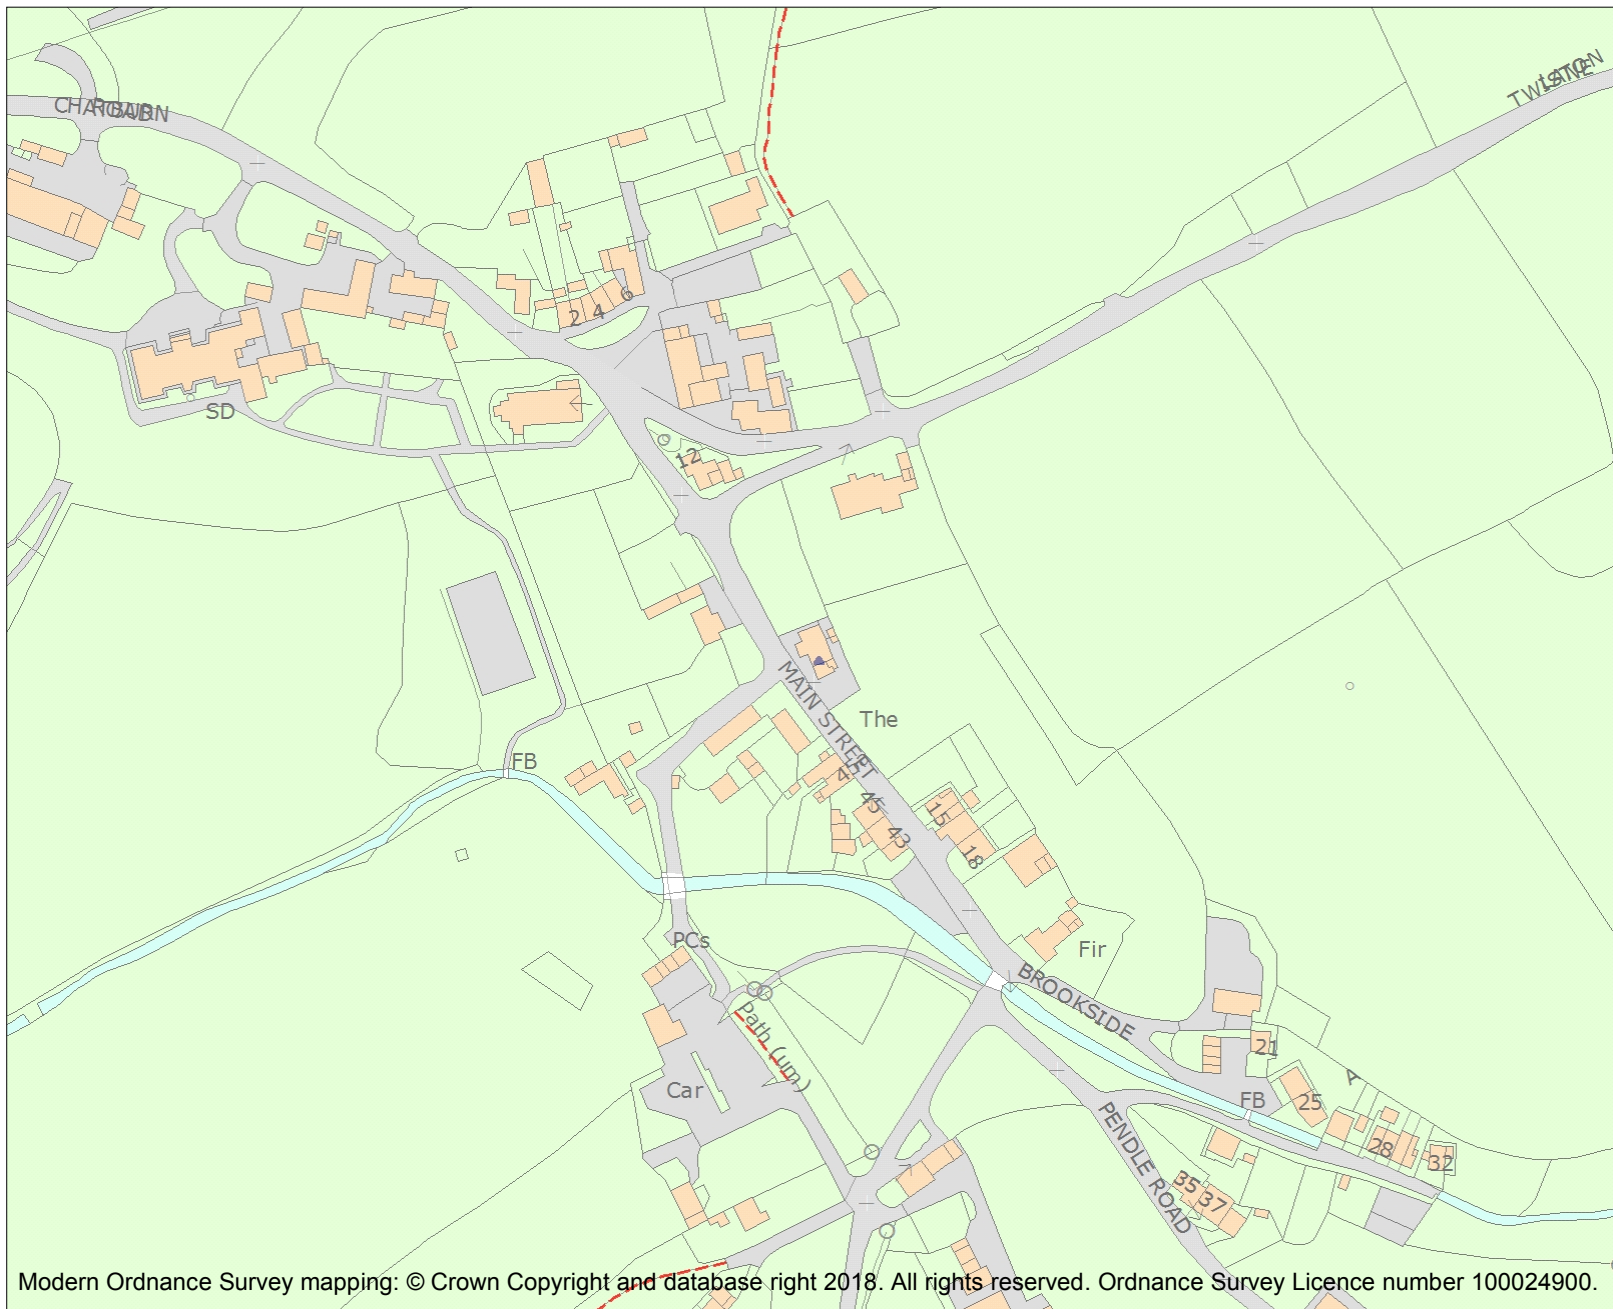 CHATBURN
ROAD
TWISTON
LANE
2
4
6
SD
12
MAIN STREET
The
FB
45
43
15
18
PCs
Fir
BROOKSIDE
Path (um)
Car
21
FB
25
28
32
PENDLE ROAD
35
37
Modern Ordnance Survey mapping: © Crown Copyright and database right 2018. All rights reserved. Ordnance Survey Licence number 100024900.